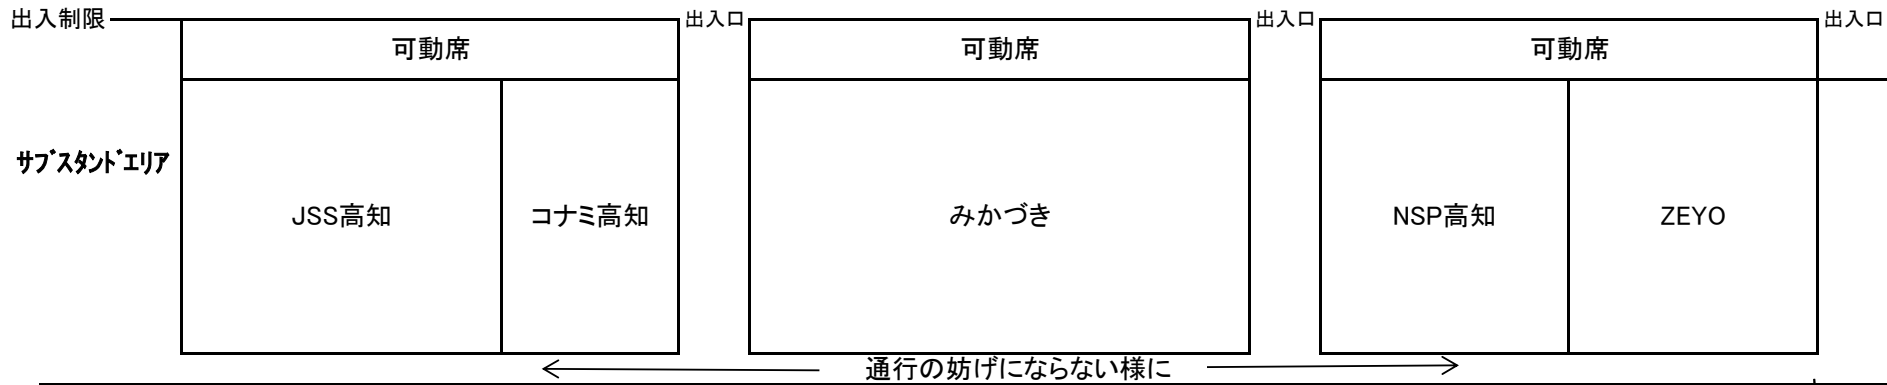 出入制限
出入口
出入口
出入口
可動席
可動席
可動席
サブスタンドエリア
JSS高知
コナミ高知
みかづき
NSP高知
ZEYO
通行の妨げにならない様に